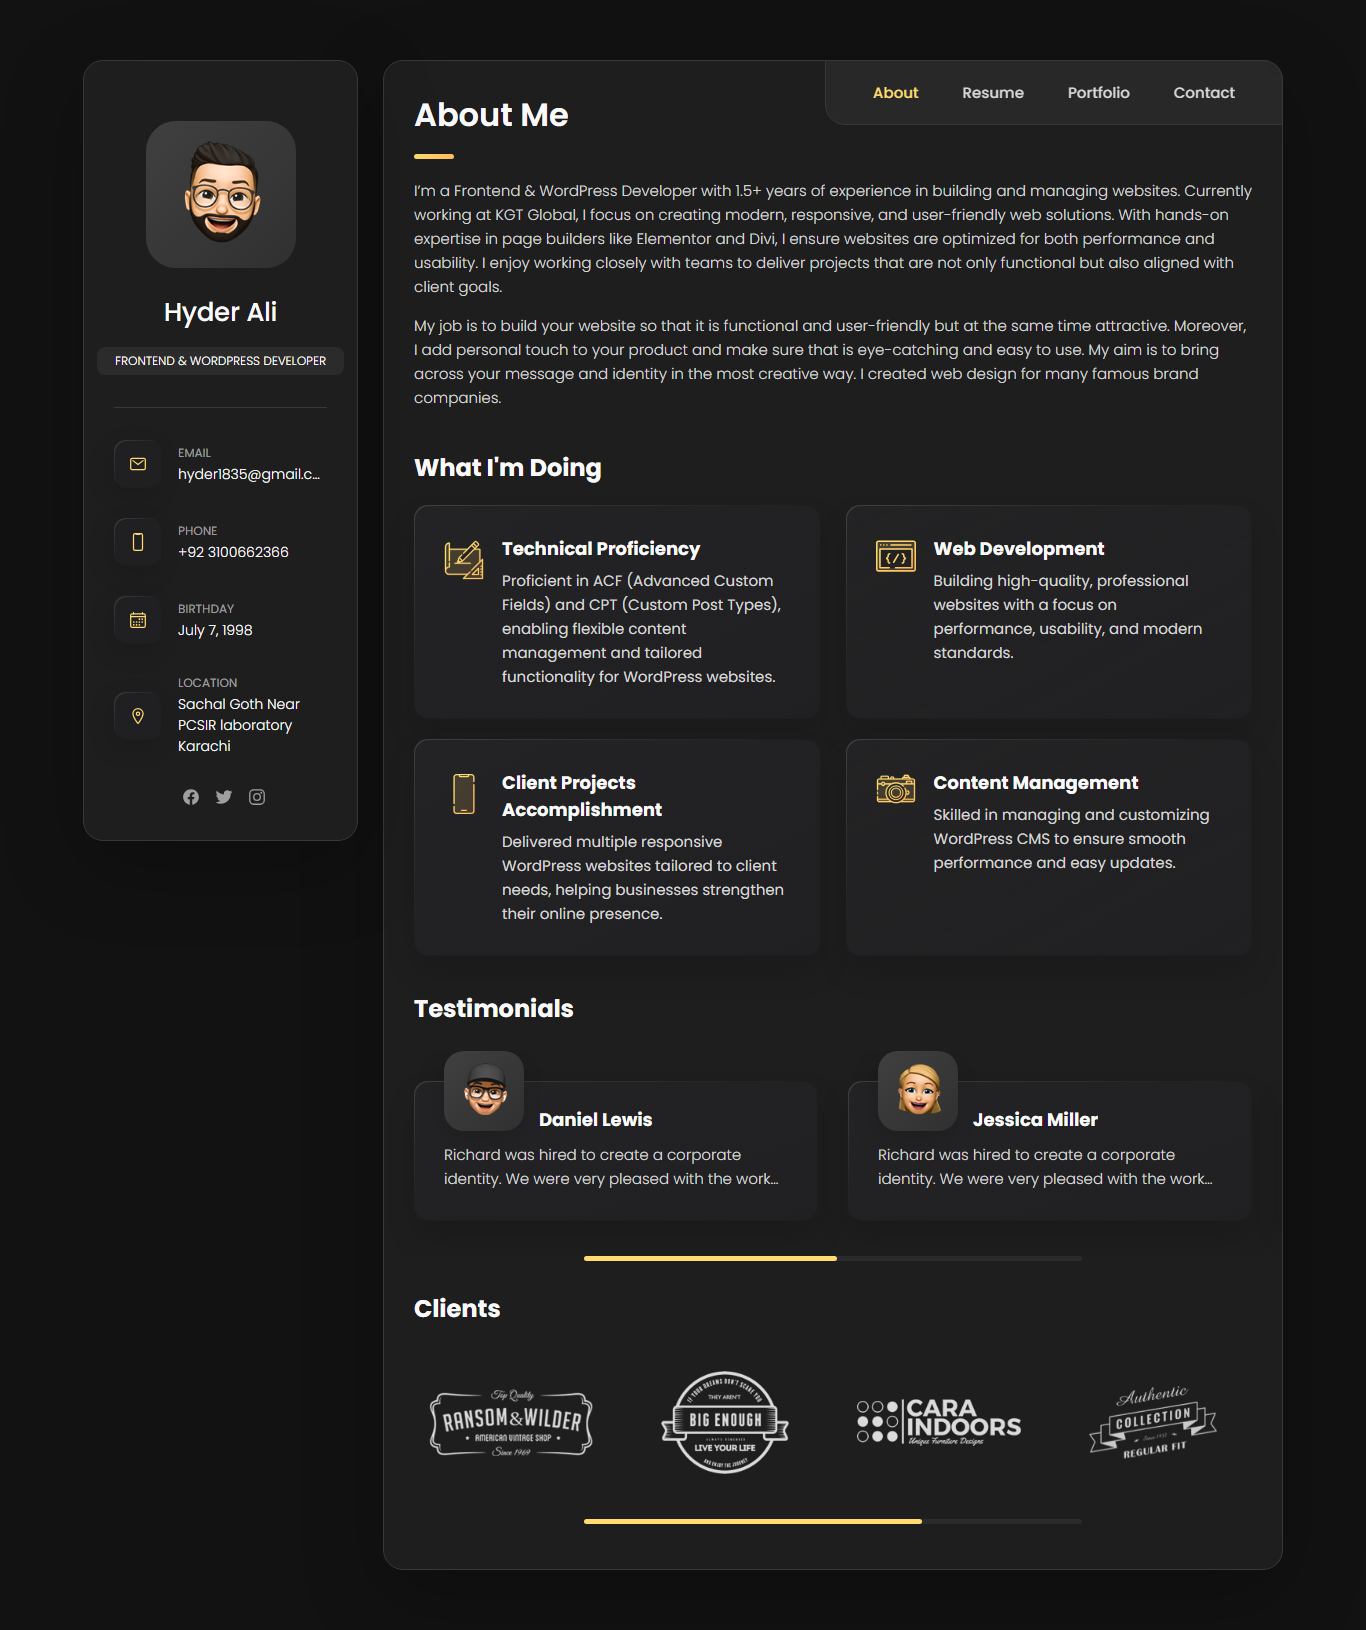 Hyder Ali
FRONTEND & WORDPRESS DEVELOPER
EMAIL
hyder1835@gmail.c...
PHONE
+92 3100662366
BIRTHDAY
July 7, 1998
LOCATION
Sachal Goth Near
PCSIR laboratory
Karachi
About
Resume
Portfolio
Contact
About Me
I'm a Frontend & WordPress Developer with 1.5+ years of experience in building and managing websites. Currently
working at KGT Global, I focus on creating modern, responsive, and user-friendly web solutions. With hands-on
expertise in page builders like Elementor and Divi, I ensure websites are optimized for both performance and
usability. I enjoy working closely with teams to deliver projects that are not only functional but also aligned with
client goals.
My job is to build your website so that it is functional and user-friendly but at the same time attractive. Moreover,
I add personal touch to your product and make sure that is eye-catching and easy to use. My aim is to bring
across your message and identity in the most creative way. I created web design for many famous brand
companies.
What I'm Doing
Technical Proficiency
Proficient in ACF (Advanced Custom
Fields) and CPT (Custom Post Types),
enabling flexible content
management and tailored
functionality for WordPress websites.
Web Development
Building high-quality, professional
websites with a focus on
performance, usability, and modern
standards.
Client Projects
Accomplishment
Delivered multiple responsive
WordPress websites tailored to client
needs, helping businesses strengthen
their online presence.
Content Management
Skilled in managing and customizing
WordPress CMS to ensure smooth
performance and easy updates.
Testimonials
Daniel Lewis
Richard was hired to create a corporate
identity. We were very pleased with the work...
Jessica Miller
Richard was hired to create a corporate
identity. We were very pleased with the work...
Clients
Top Quality
RANSOM & WILDER
AMERICAN VINTAGE SHOP
Since 1969
IF YOUR DREAMS DON'T SCARE YOU
THEY AREN'T
BIG ENOUGH
LIVE YOUR LIFE
AND ENJOY THE JOURNEY
CARA
INDOORS
Unique Furniture Designs
Authentic
COLLECTION
REGULAR FIT